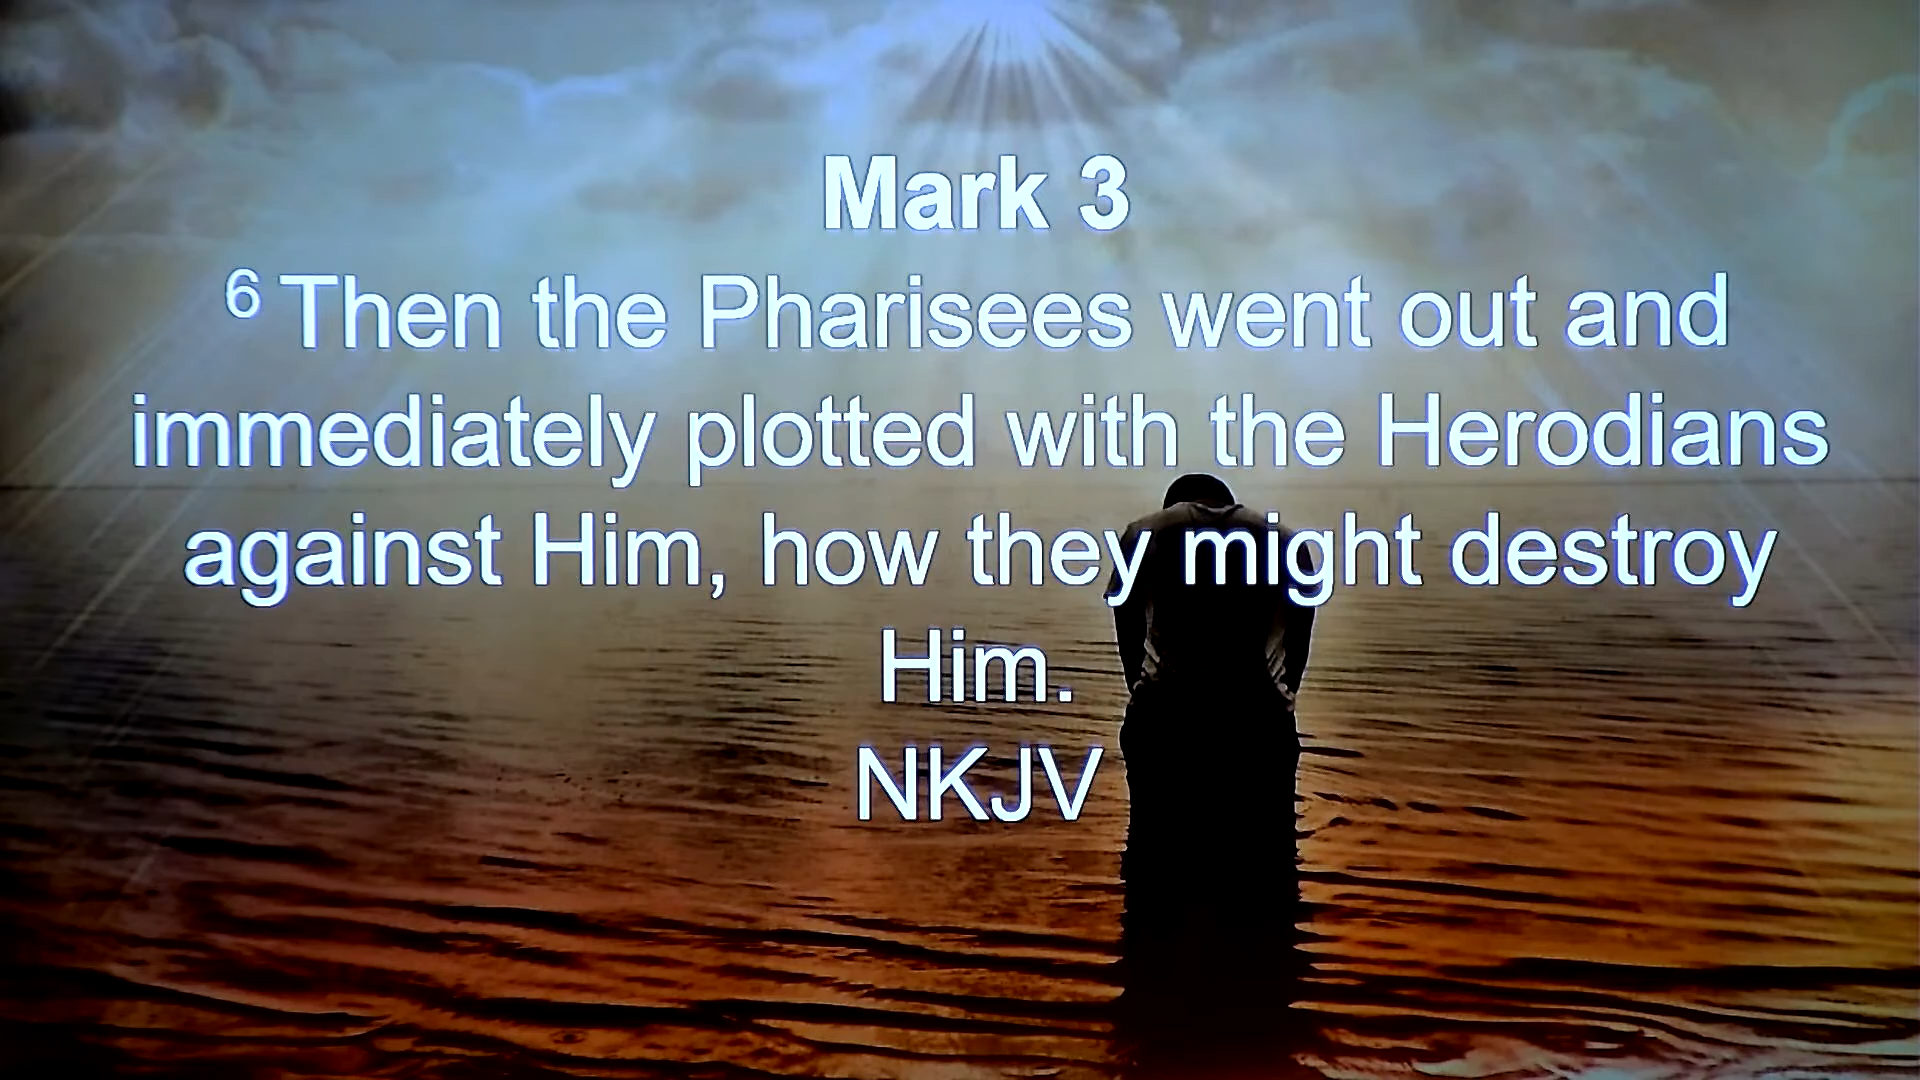 Mark 3
6 Then the Pharisees went out and
immediately plotted with the Herodians
against Him, how they might destroy
Him.
NKJV